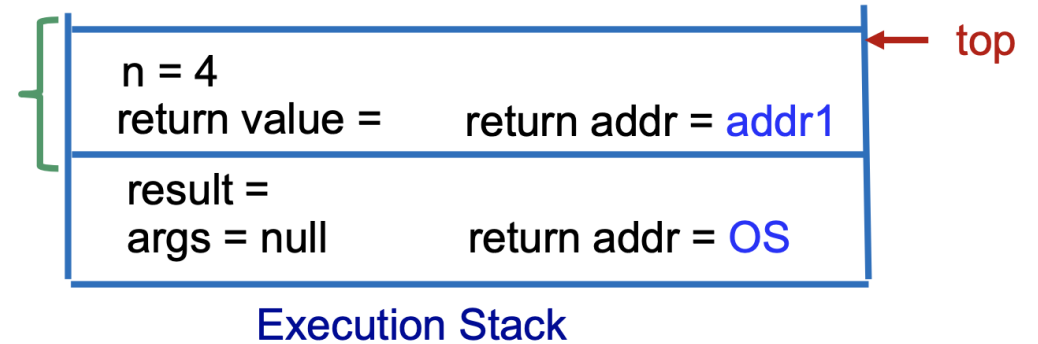 top
n = 4
return value = return addr = addr1
result =
args = null return addr = OS
Execution Stack